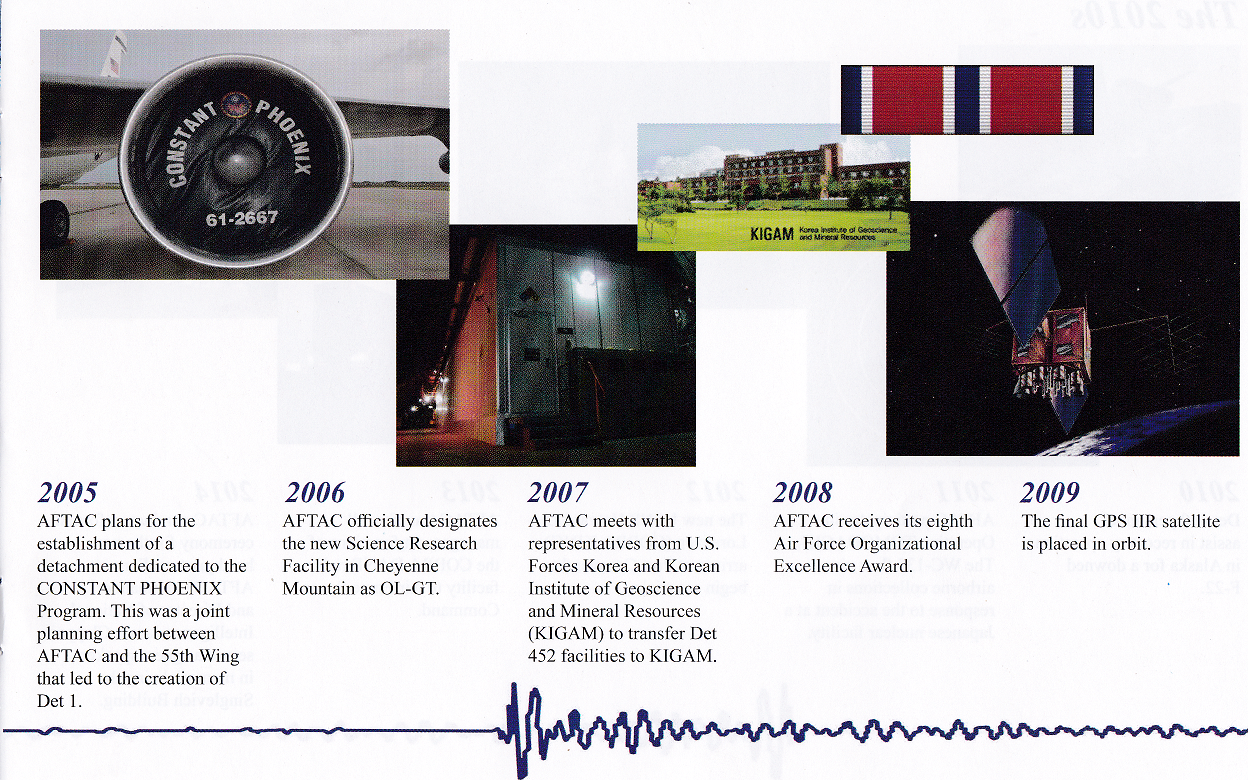 CONSTANT PHOENIX
61-2667
KIGAM Korea Institute of Geoscience
and Mineral Resources
2005
AFTAC plans for the
establishment of a
detachment dedicated to the
CONSTANT PHOENIX
Program. This was a joint
planning effort between
AFTAC and the 55th Wing
that led to the creation of
Det 1.
2006
AFTAC officially designates
the new Science Research
Facility in Cheyenne
Mountain as OL-GT.
2007
AFTAC meets with
representatives from U.S.
Forces Korea and Korean
Institute of Geoscience
and Mineral Resources
(KIGAM) to transfer Det
452 facilities to KIGAM.
2008
AFTAC receives its eighth
Air Force Organizational
Excellence Award.
2009
The final GPS IIR satellite
is placed in orbit.